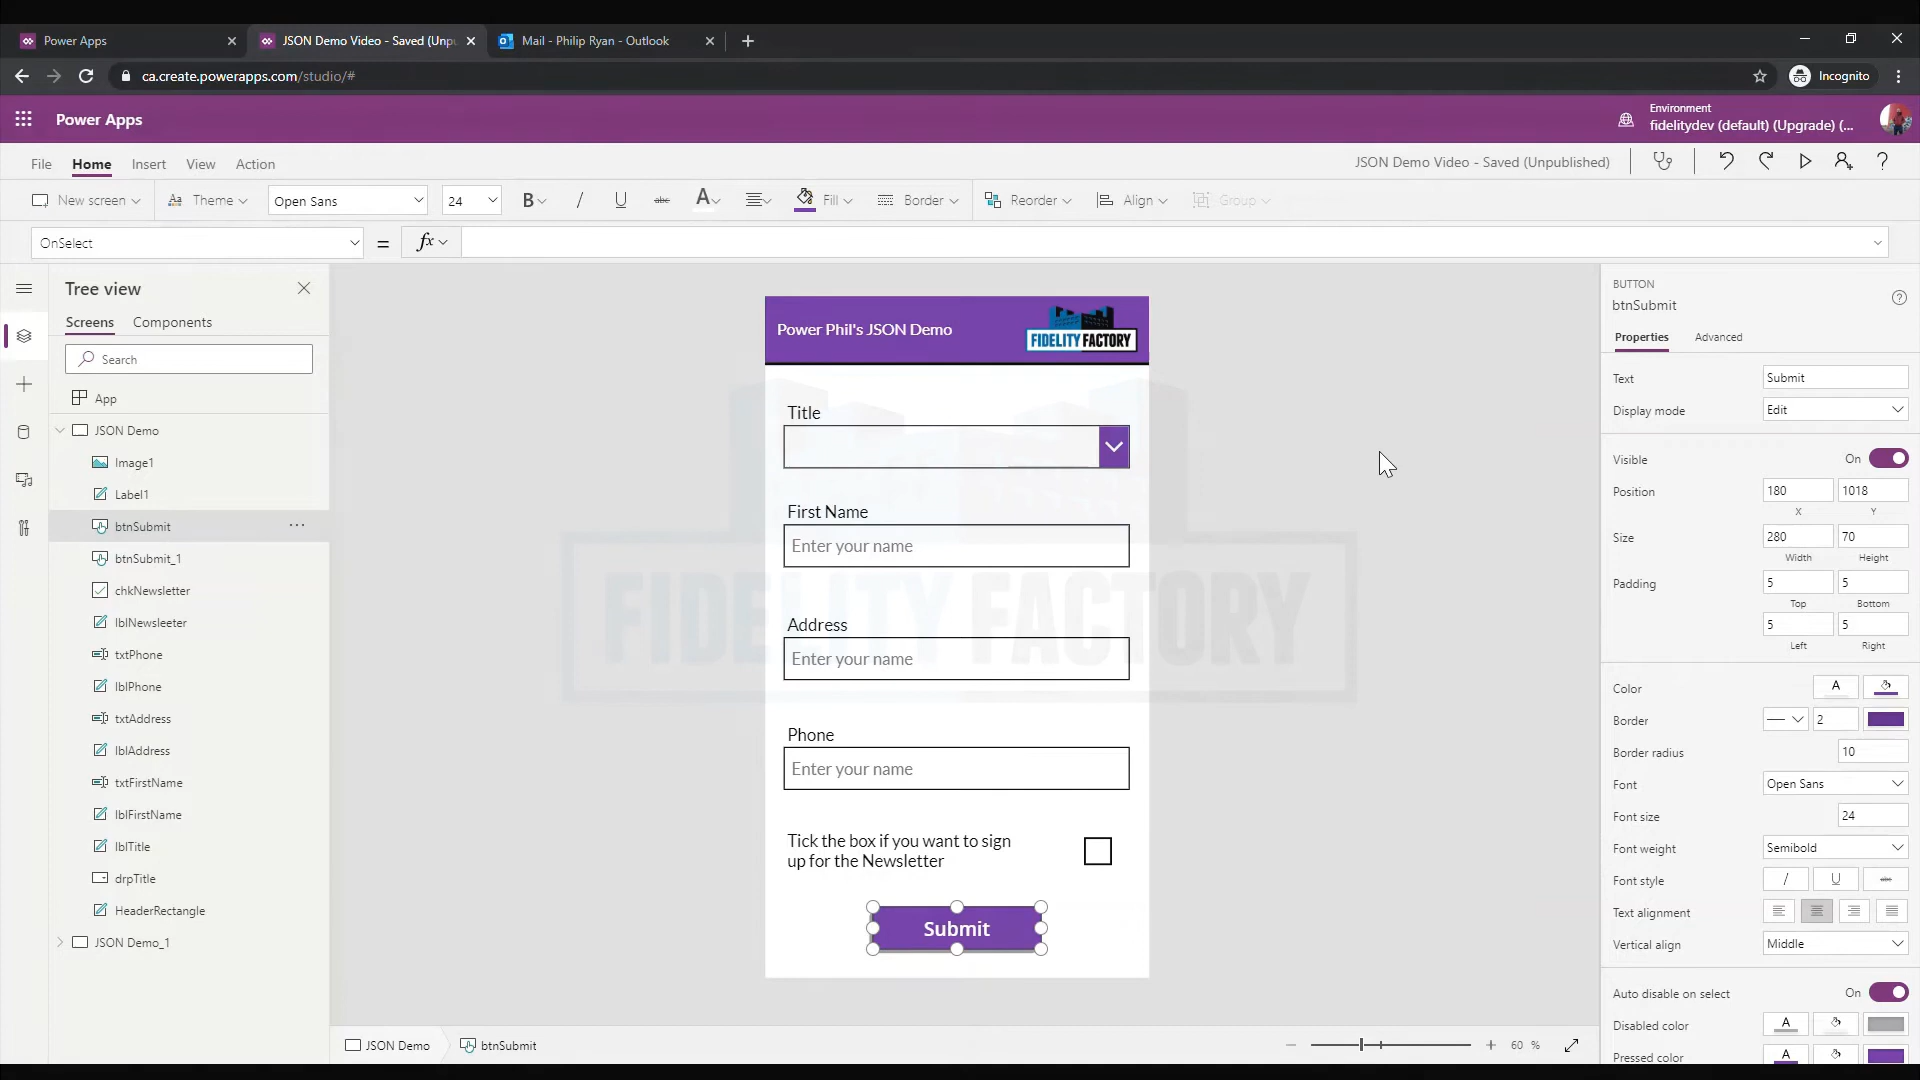 Power Apps
JSON Demo Video - Saved (Unpu
Mail - Philip Ryan - Outlook
ca.create.powerapps.com/studio/#
Incognito
Power Apps
Environment
fidelitydev (default) (Upgrade) (...
File Home Insert View Action
JSON Demo Video - Saved (Unpublished)
New screen Theme Open Sans 24 B / U abc A Fill Border Reorder Align Group
OnSelect = fx
Tree view
Screens Components
Search
App
JSON Demo
Image1
Label1
btnSubmit
btnSubmit_1
chkNewsletter
lblNewsleeter
txtPhone
lblPhone
txtAddress
lblAddress
txtFirstName
lblFirstName
lblTitle
drpTitle
HeaderRectangle
JSON Demo_1
Power Phil's JSON Demo
FIDELITY FACTORY
Title
First Name
Enter your name
Address
Enter your name
FIDELITY FACTORY
Phone
Enter your name
Tick the box if you want to sign
up for the Newsletter
Submit
JSON Demo btnSubmit
60 %
BUTTON
btnSubmit
Properties Advanced
Text Submit
Display mode Edit
Visible On
Position 180 1018
X Y
Size 280 70
Width Height
Padding 5 5
Top Bottom
5 5
Left Right
Color A
Border 2
Border radius 10
Font Open Sans
Font size 24
Font weight Semibold
Font style / U abc
Text alignment
Vertical align Middle
Auto disable on select On
Disabled color A
Pressed color A